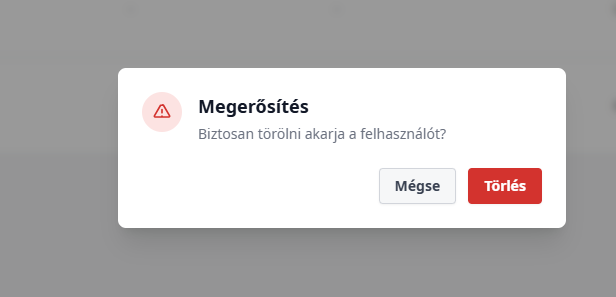 Megerősítés
Biztosan törölni akarja a felhasználót?
Mégse
Törlés